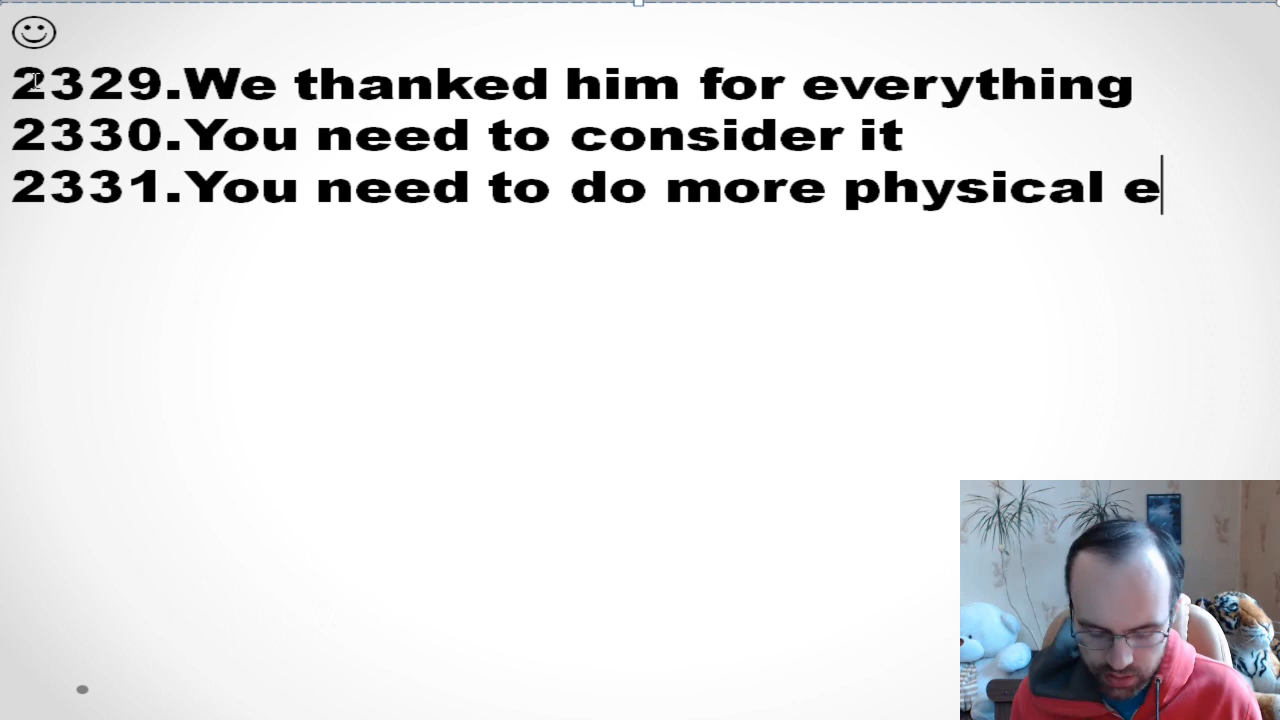 2329.We thanked him for everything
2330.You need to consider it
2331.You need to do more physical e